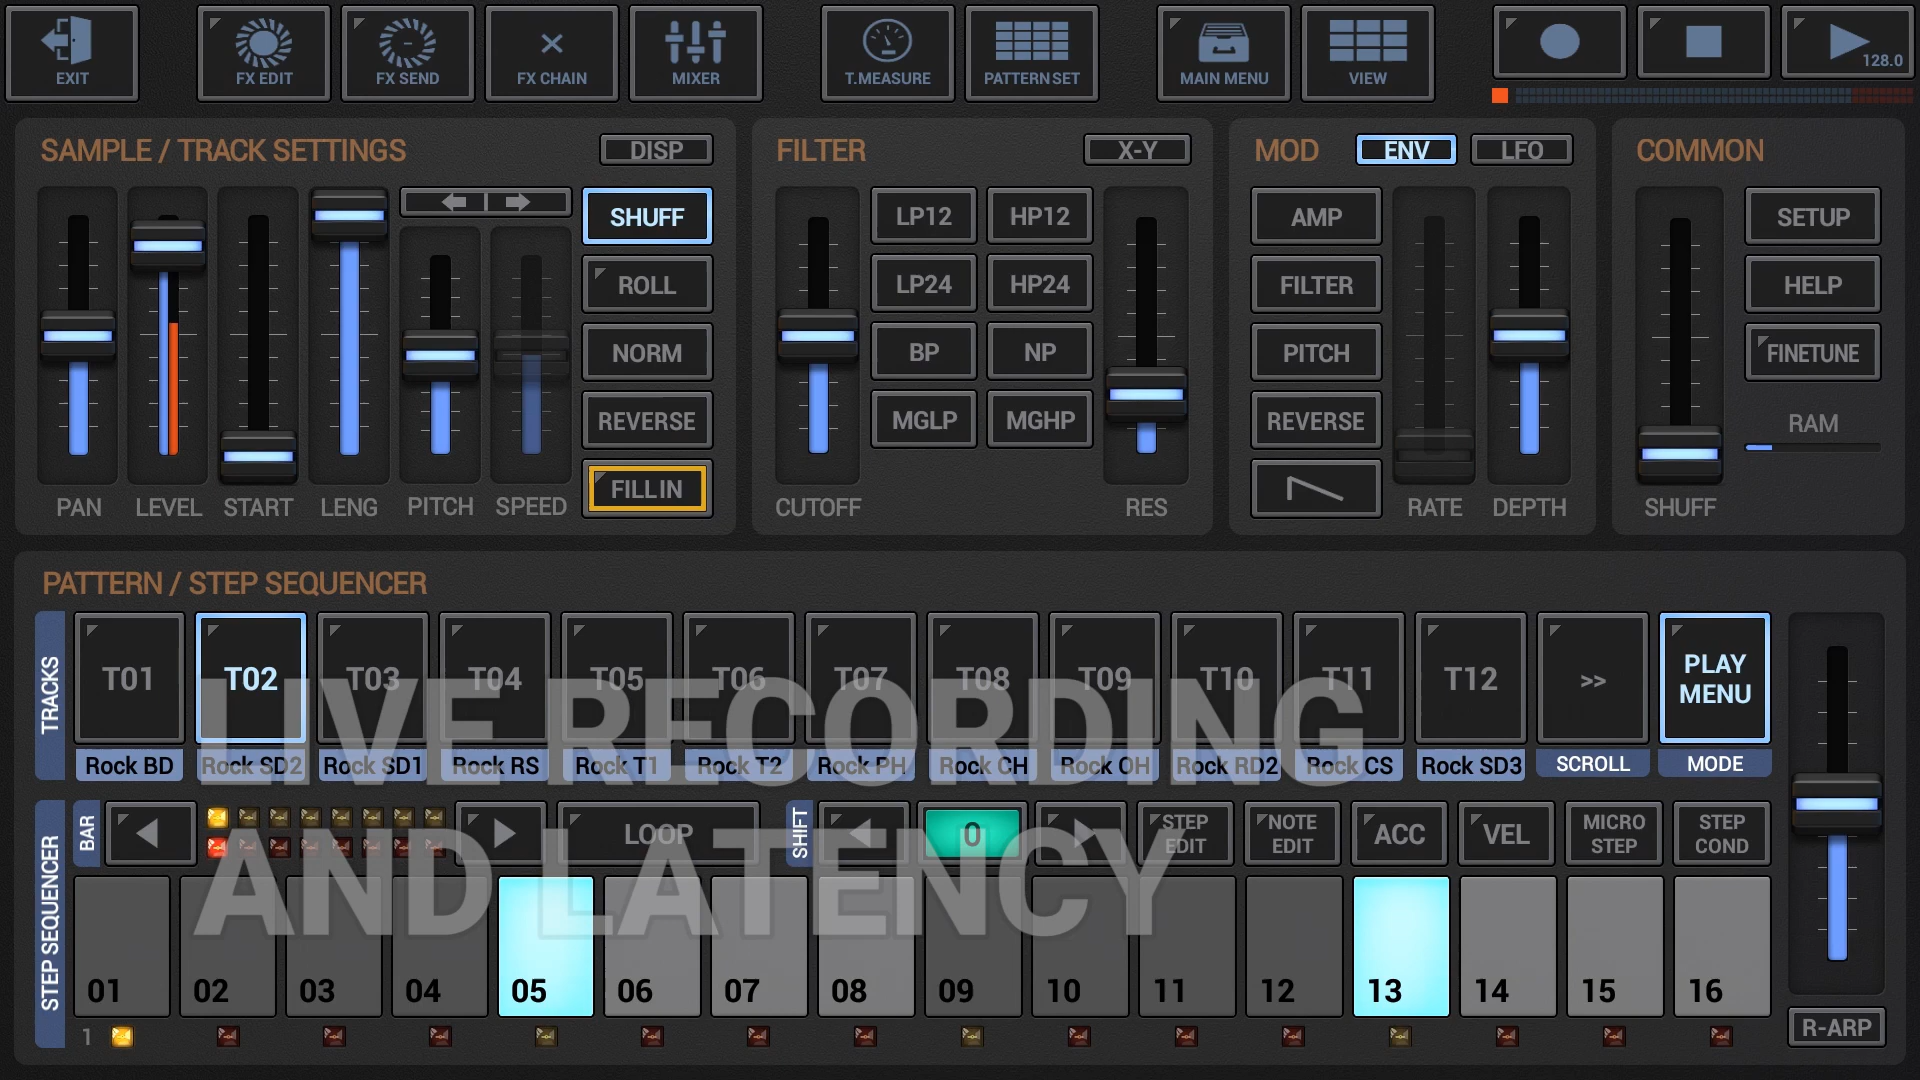 EXIT
FX EDIT
FX SEND
FX CHAIN
MIXER
T.MEASURE
PATTERN SET
MAIN MENU
VIEW
128.0
SAMPLE / TRACK SETTINGS
DISP
FILTER
X-Y
MOD
ENV
LFO
COMMON
SHUFF
ROLL
NORM
REVERSE
FILL IN
PAN
LEVEL
START
LENG
PITCH
SPEED
LP12
HP12
LP24
HP24
BP
NP
MGLP
MGHP
CUTOFF
RES
AMP
FILTER
PITCH
REVERSE
RATE
DEPTH
SHUFF
SETUP
HELP
FINETUNE
RAM
PATTERN / STEP SEQUENCER
TRACKS
T01
T02
T03
T04
T05
T06
T07
T08
T09
T10
T11
T12
>>
PLAY
MENU
LIVE RECORDING
AND LATENCY
Rock BD
Rock SD2
Rock SD1
Rock RS
Rock T1
Rock T2
Rock PH
Rock CH
Rock OH
Rock RD2
Rock CS
Rock SD3
SCROLL
MODE
STEP SEQUENCER
BAR
LOOP
SHIFT
0
STEP
EDIT
NOTE
EDIT
ACC
VEL
MICRO
STEP
STEP
COND
01
02
03
04
05
06
07
08
09
10
11
12
13
14
15
16
1
R-ARP